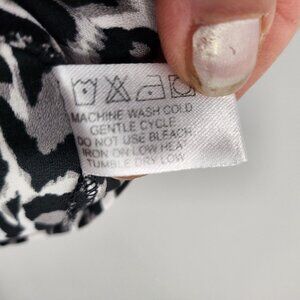 MACHINE WASH COLD
GENTLE CYCLE
DO NOT USE BLEACH
IRON ON LOW HEAT
TUMBLE DRY LOW